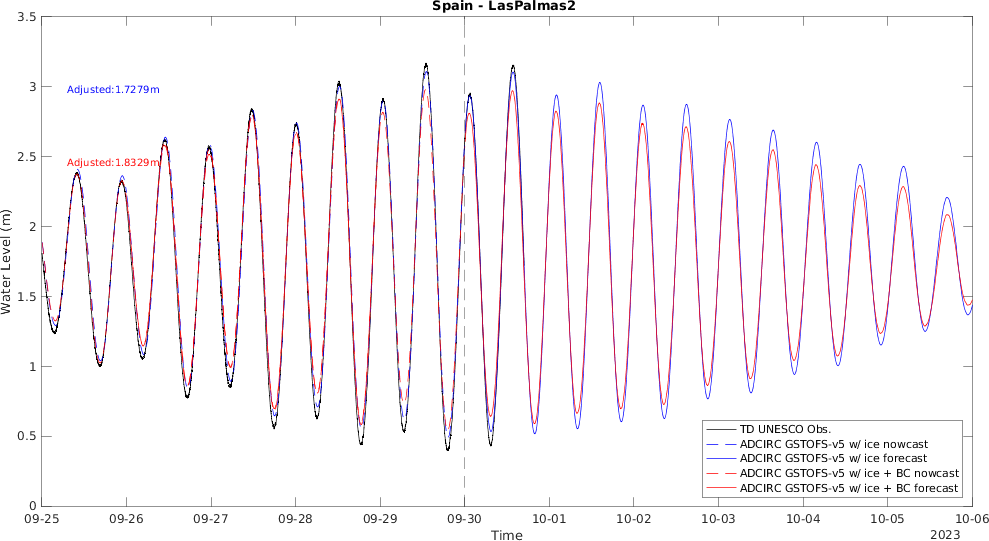 Spain - LasPalmas2
3.5
3
2.5
2
1.5
1
0.5
0
Water Level (m)
Adjusted:1.7279m
Adjusted:1.8329m
TD UNESCO Obs.
ADCIRC GSTOFS-v5 w/ ice nowcast
ADCIRC GSTOFS-v5 w/ ice forecast
ADCIRC GSTOFS-v5 w/ ice + BC nowcast
ADCIRC GSTOFS-v5 w/ ice + BC forecast
09-25 09-26 09-27 09-28 09-29 09-30 10-01 10-02 10-03 10-04 10-05 10-06
Time
2023